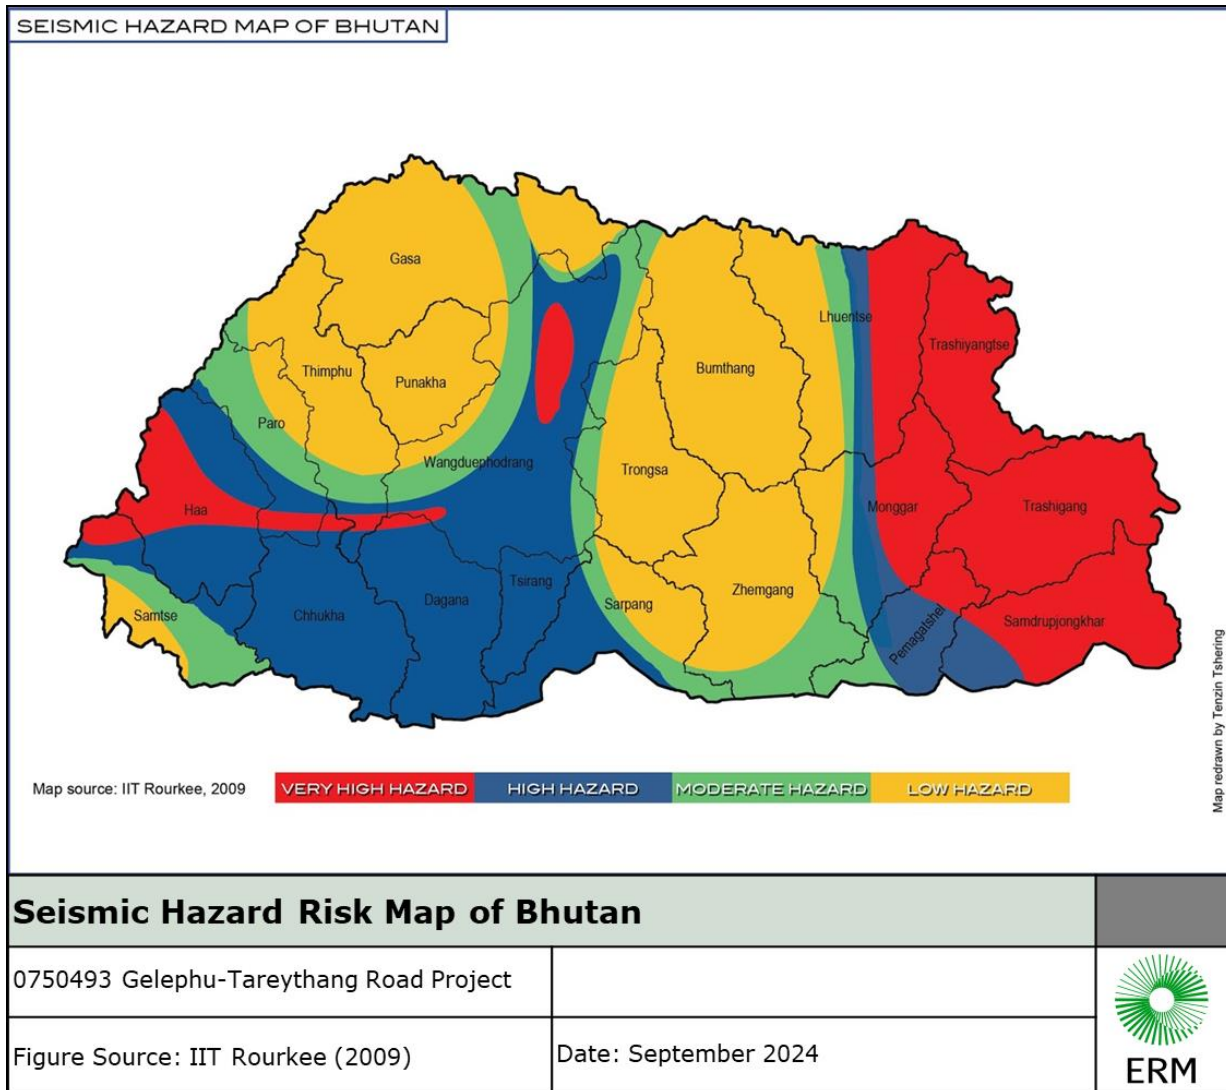 SEISMIC HAZARD MAP OF BHUTAN
Gasa
Lhuentse
Trashiyangtse
Thimphu
Punakha
Bumthang
Paro
Wangduephodrang
Trongsa
Haa
Monggar
Trashigang
Samtse
Chhukha
Dagana
Tsirang
Sarpang
Zhemgang
Pemagatshel
Samdrupjongkhar
Map redrawn by Tenzin Tshering
Map source: IIT Rourkee, 2009
VERY HIGH HAZARD HIGH HAZARD MODERATE HAZARD LOW HAZARD
Seismic Hazard Risk Map of Bhutan
0750493 Gelephu-Tareythang Road Project
Figure Source: IIT Rourkee (2009)
Date: September 2024
ERM